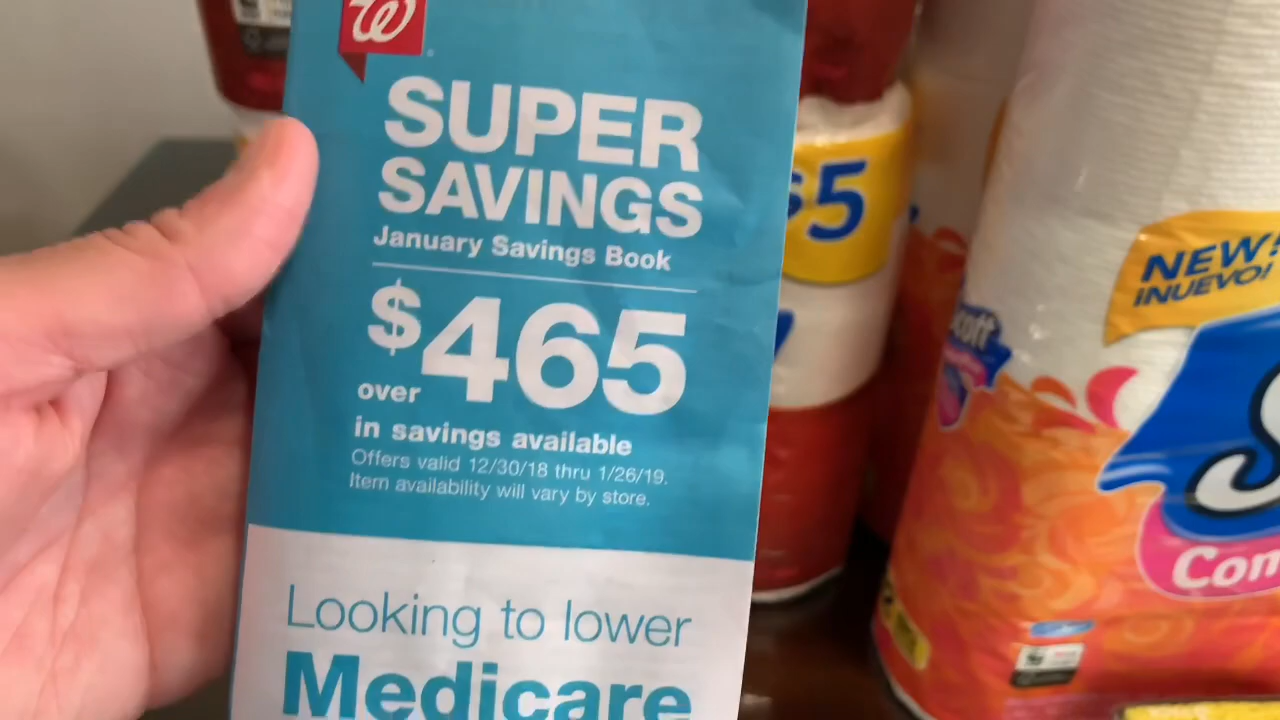 W
SUPER
SAVINGS
January Savings Book
$465
over
in savings available
Offers valid 12/30/18 thru 1/26/19.
Item availability will vary by store.
Looking to lower
Medicare
$5
NEW!
¡NUEVO!